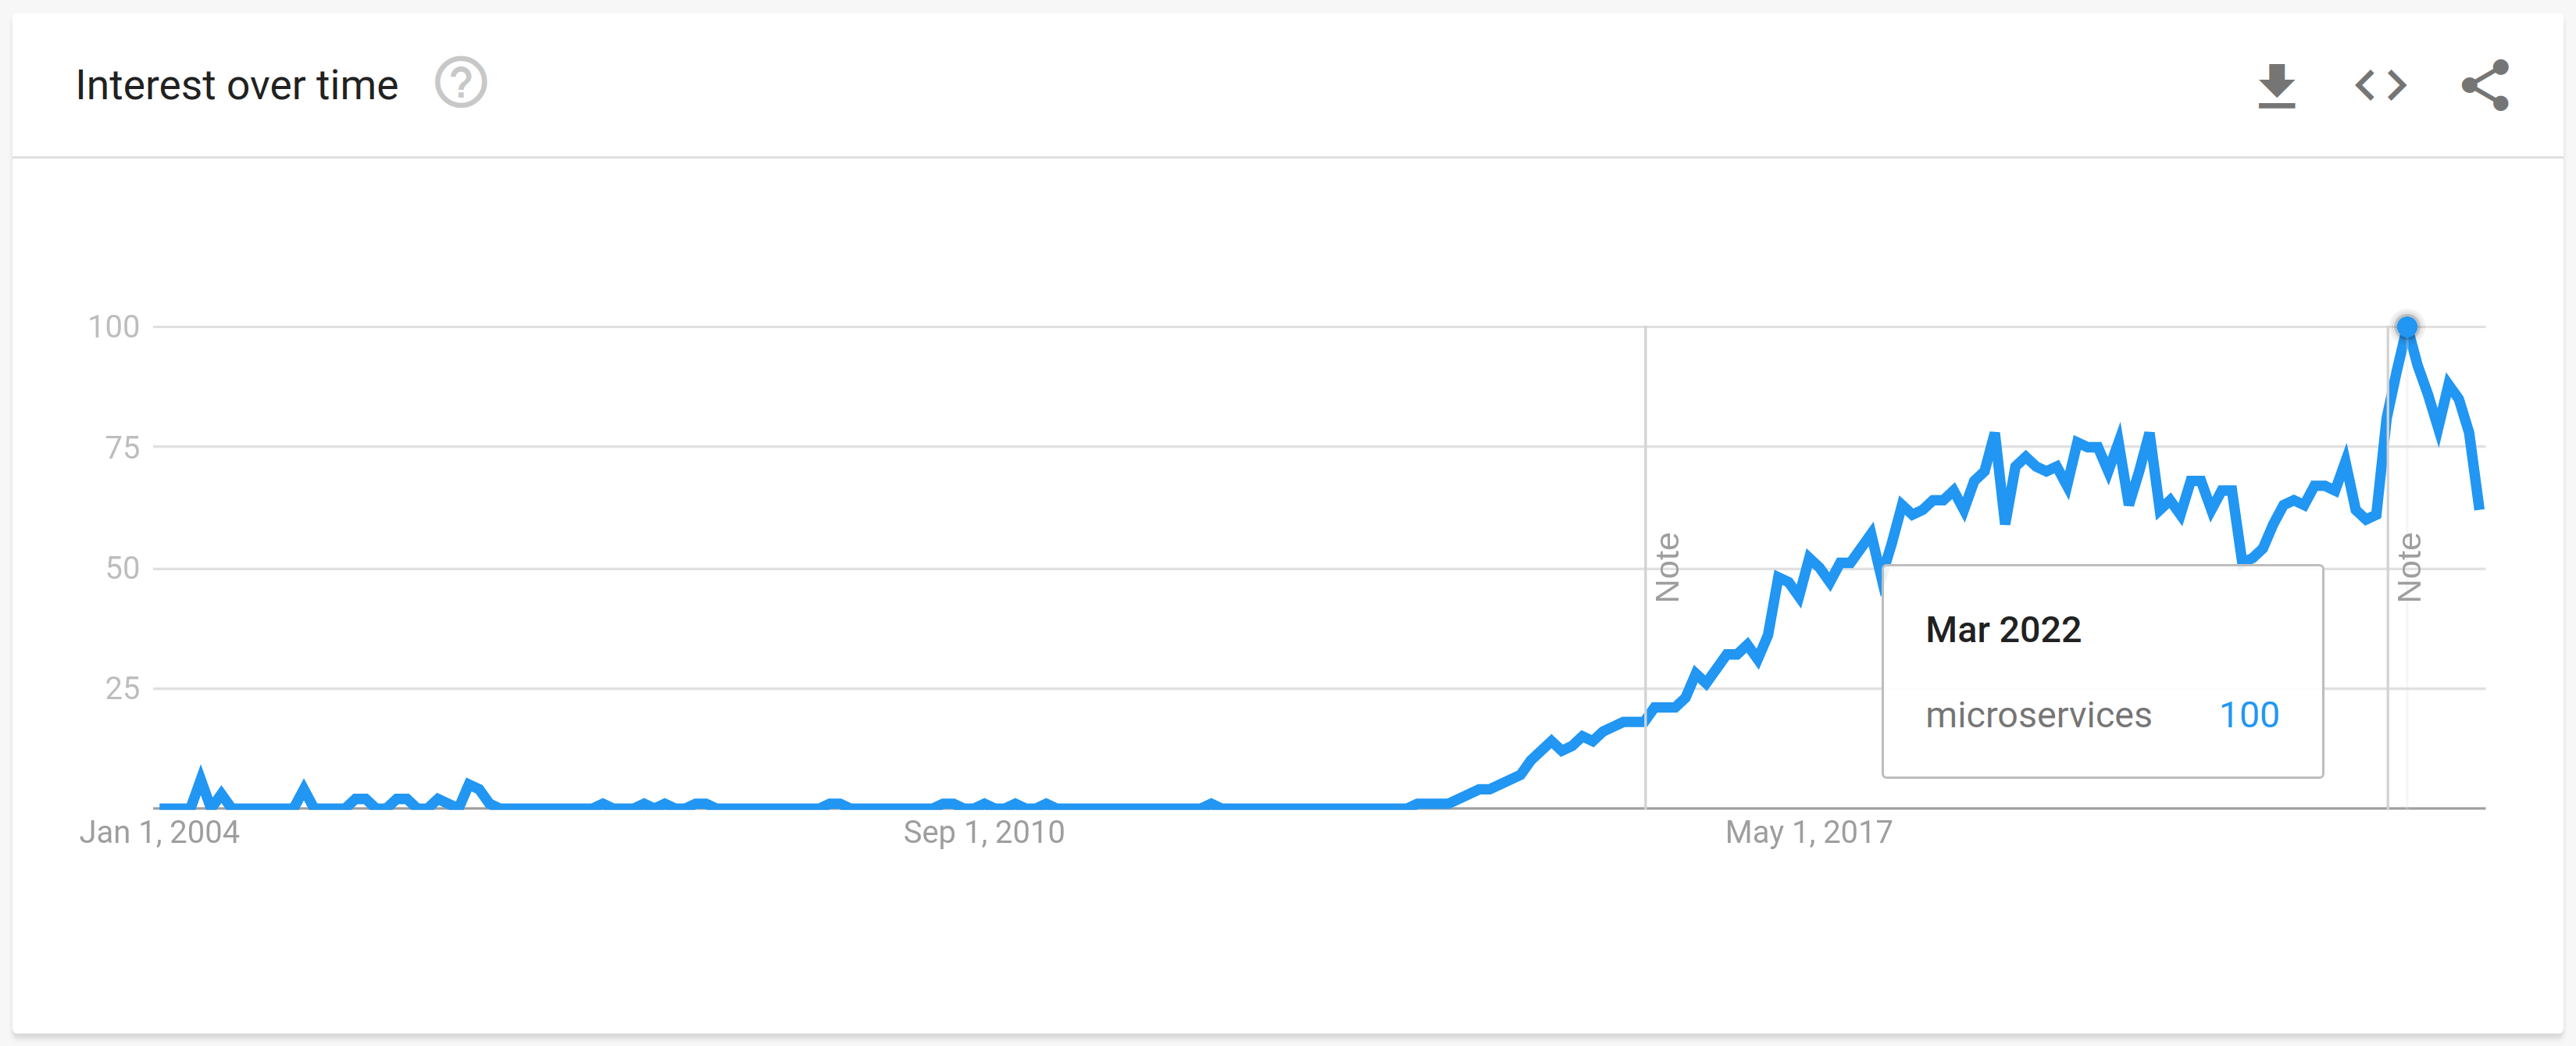 Interest over time ?
100
75
50
25
Note
Note
Mar 2022
microservices 100
Jan 1, 2004
Sep 1, 2010
May 1, 2017